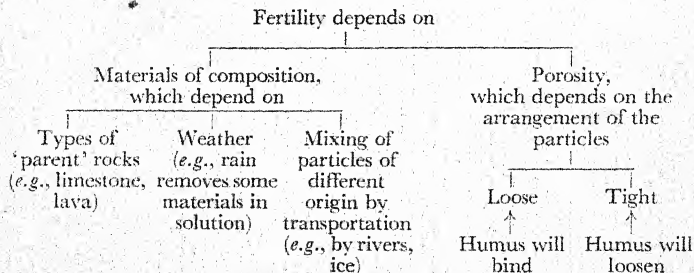 Fertility depends on
Materials of composition,
which depend on
Porosity,
which depends on the
arrangement of the
particles
Types of
'parent' rocks
(e.g., limestone,
lava)
Weather
(e.g., rain
removes some
materials in
solution)
Mixing of
particles of
different
origin by
transportation
(e.g., by rivers,
ice)
Loose
Tight
Humus will
bind
Humus will
loosen